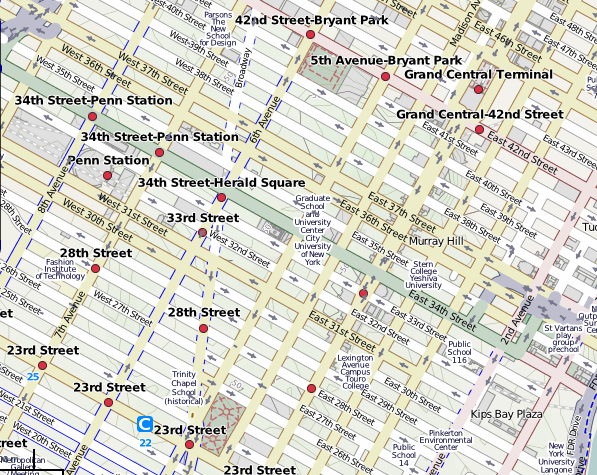 42nd Street-Bryant Park
Parsons
The
New
School
for Design
West 40th Street
West 39th Street
West 38th Street
West 37th Street
West 36th Street
West 35th Street
Broadway
6th Avenue
Madison Av
East 46th Street
East 48th Street
East 47th Street
5th Avenue-Bryant Park
Grand Central Terminal
Grand Central-42nd Street
East 42nd Street
East 43rd Street
East 41st Street
East 40th Street
East 39th Street
East 38th Street
34th Street-Penn Station
34th Street-Penn Station
Penn Station
34th Street-Herald Square
33rd Street
8th Avenue
West 31st Street
West 30th Street
West 32nd Street
28th Street
Graduate
School
and
University
Center
City
University
of New
York
East 37th Street
East 36th Street
East 35th Street
Murray Hill
28th Street
Fashion
Institute
of Technology
26th Street
25th Street
West 27th Street
7th Avenue
Stern
College
Yeshiva
University
East 34th Street
East 33rd Street
East 32nd Street
East 31st Street
2nd Avenue
St Vartans
play
group
prechool
28th Street
23rd Street
25
23rd Street
Trinity
Chapel
School
(historical)
Lexington
Avenue
Campus
Touro
College
Public
School
116
East 30th Street
East 28th Street
East 27th Street
East 26th Street
West 21st Street
West 20th Street
C
22
23rd Street
23rd Street
Kips Bay Plaza
Pinkerton
Environmental
Center
Public
School
14
New
York
University
Langone
FDR Drive